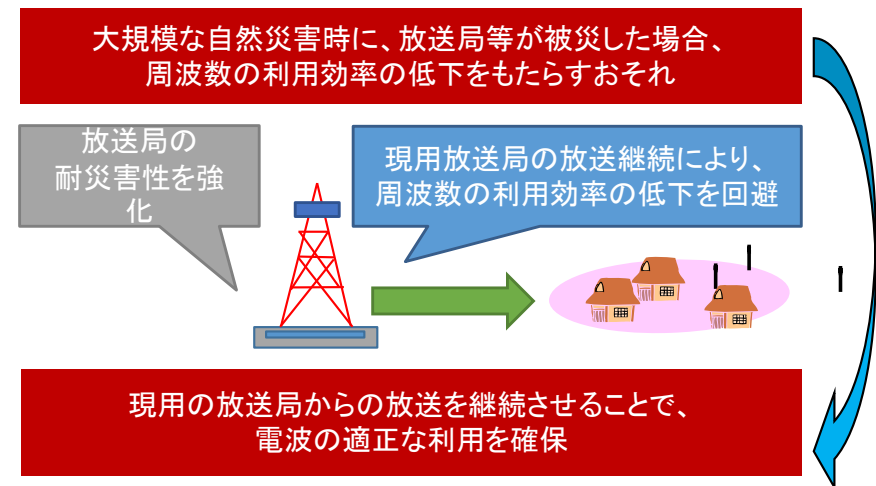 大規模な自然災害時に、放送局等が被災した場合、
周波数の利用効率の低下をもたらすおそれ
放送局の
耐災害性を強
化
現用放送局の放送継続により、
周波数の利用効率の低下を回避
現用の放送局からの放送を継続させることで、
電波の適正な利用を確保